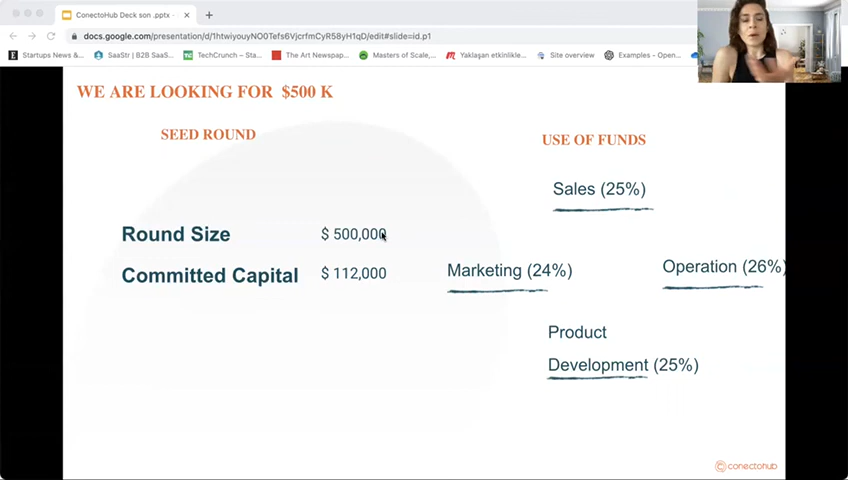 ConectoHub Deck son .pptx -
docs.google.com/presentation/d/1htwiyouyNO0Tefs6VjcrfmCyR58yH1qD/edit#slide=id.p1
Startups News &...
SaaStr | B2B SaaS...
TechCrunch – Sta...
The Art Newspap...
Masters of Scale,...
Yaklaşan etkinlikle...
Site overview
Examples - Open...
WE ARE LOOKING FOR $500 K
SEED ROUND
USE OF FUNDS
Sales (25%)
Round Size $ 500,000
Committed Capital $ 112,000
Marketing (24%)
Operation (26%)
Product
Development (25%)
conectohub